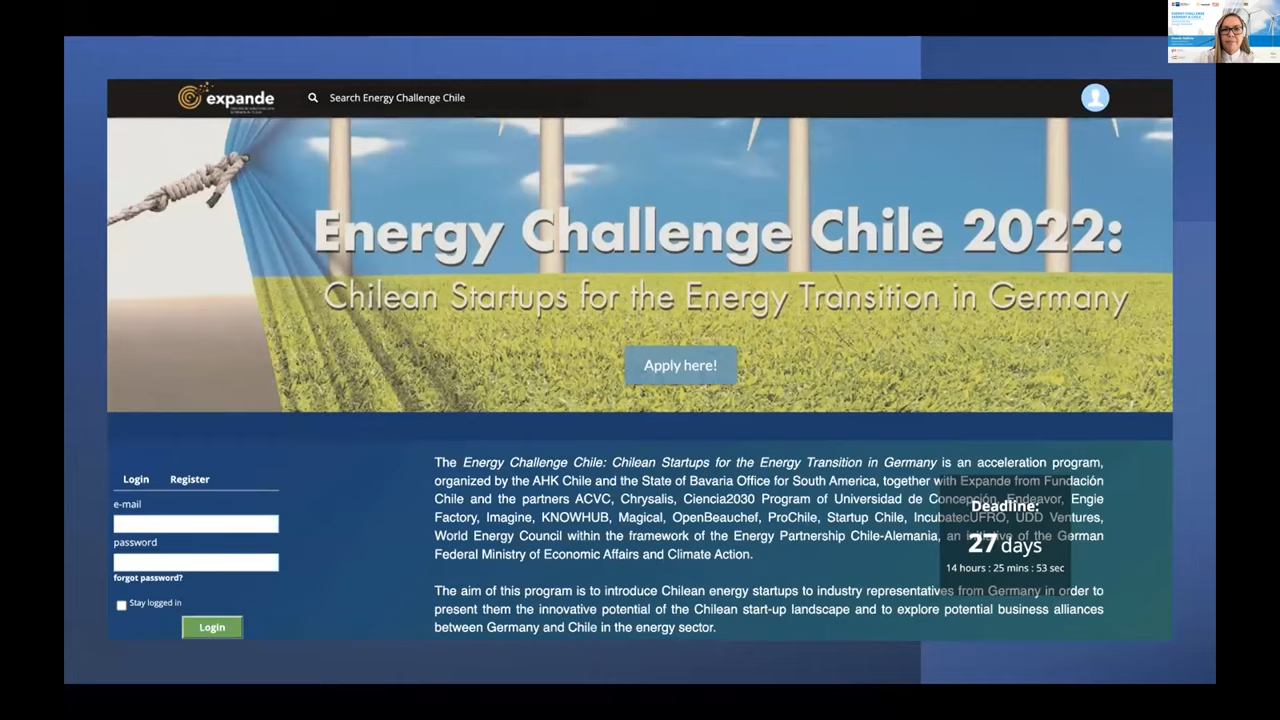 expande
Search Energy Challenge Chile
Energy Challenge Chile 2022:
Chilean Startups for the Energy Transition in Germany
Apply here!
Login Register
e-mail
password
forgot password?
Stay logged in
Login
The Energy Challenge Chile: Chilean Startups for the Energy Transition in Germany is an acceleration program,
organized by the AHK Chile and the State of Bavaria Office for South America, together with Expande from Fundación
Chile and the partners ACVC, Chrysalis, Ciencia2030 Program of Universidad de Concepción, Endeavor, Engie
Factory, Imagine, KNOWHUB, Magical, OpenBeauchef, ProChile, Startup Chile, IncubatecUFRO, UDD Ventures,
World Energy Council within the framework of the Energy Partnership Chile-Alemania, an initiative of the German
Federal Ministry of Economic Affairs and Climate Action.
The aim of this program is to introduce Chilean energy startups to industry representatives from Germany in order to
present them the innovative potential of the Chilean start-up landscape and to explore potential business alliances
between Germany and Chile in the energy sector.
Deadline:
27 days
14 hours : 25 mins : 53 sec